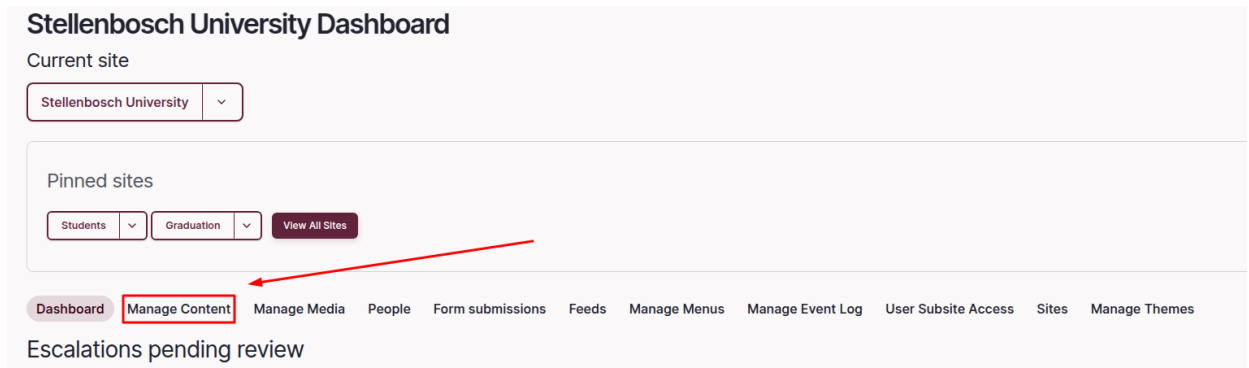 Stellenbosch University Dashboard
Current site
Stellenbosch University
Pinned sites
Students Graduation View All Sites
Dashboard Manage Content Manage Media People Form submissions Feeds Manage Menus Manage Event Log User Subsite Access Sites Manage Themes
Escalations pending review